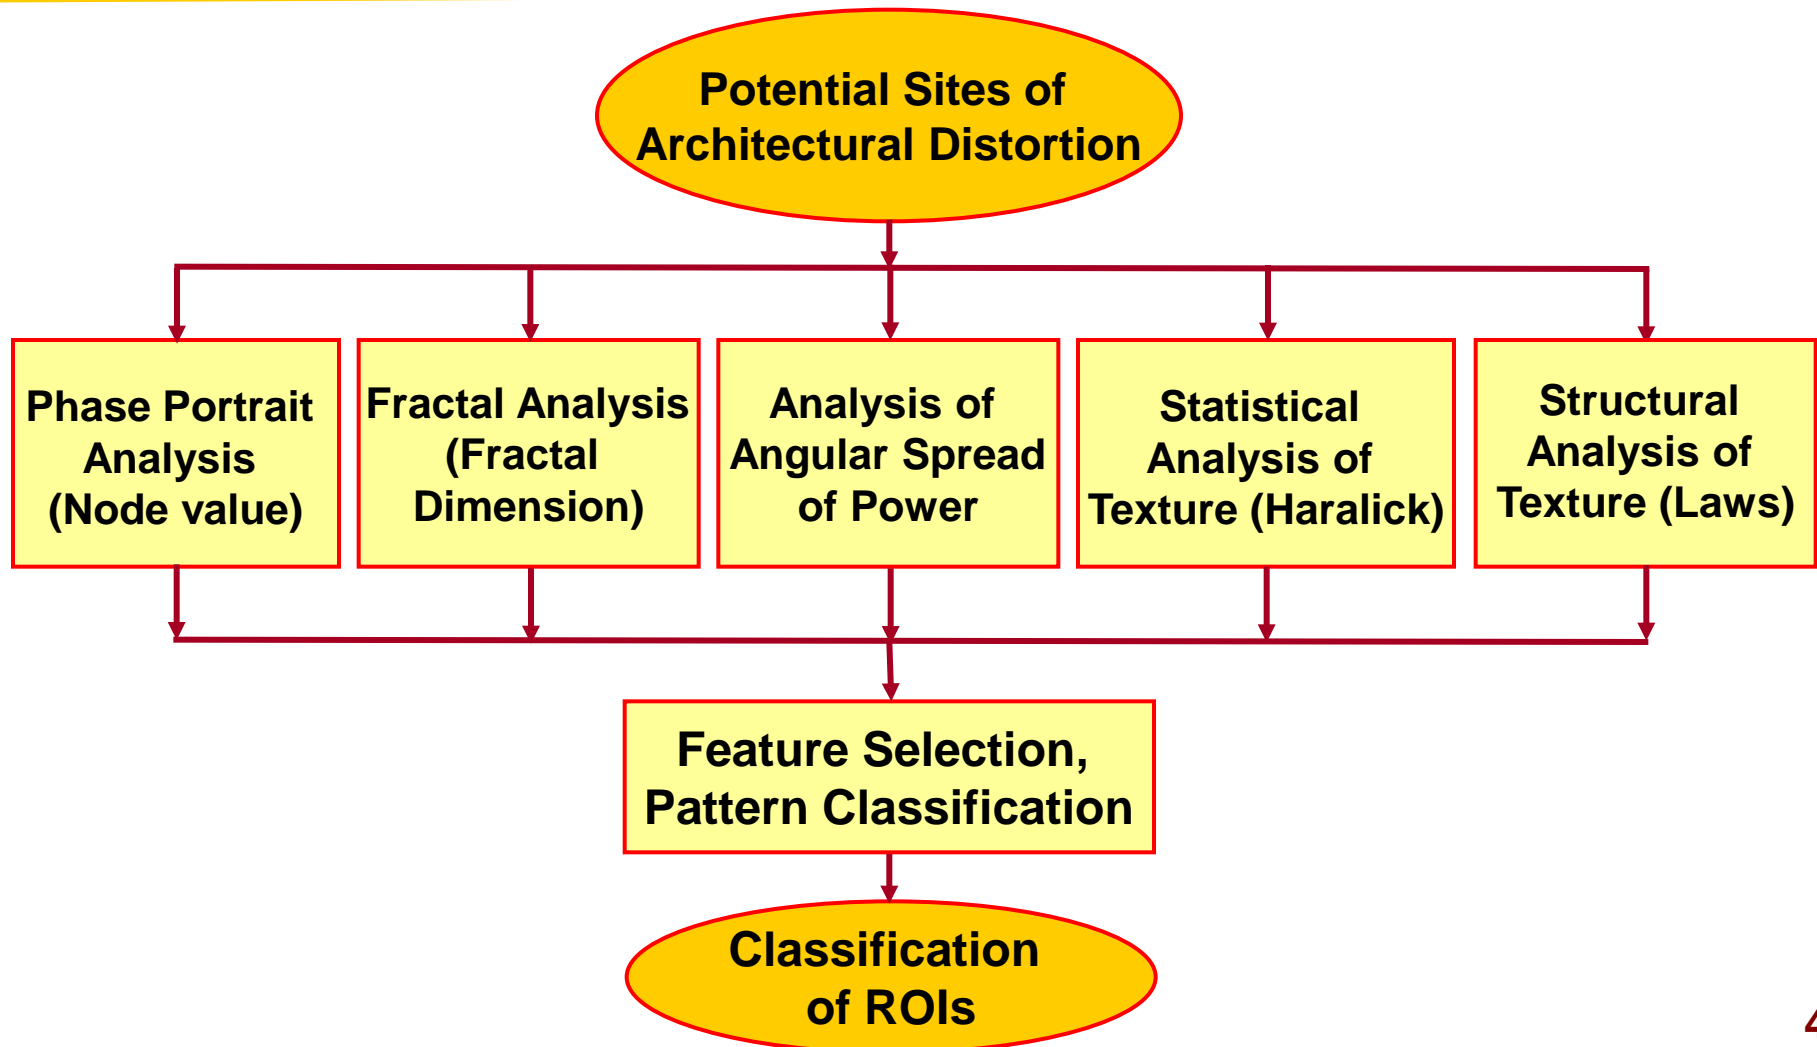 Potential Sites of
Architectural Distortion
Phase Portrait
Analysis
(Node value)
Fractal Analysis
(Fractal
Dimension)
Analysis of
Angular Spread
of Power
Statistical
Analysis of
Texture (Haralick)
Structural
Analysis of
Texture (Laws)
Feature Selection,
Pattern Classification
Classification
of ROIs